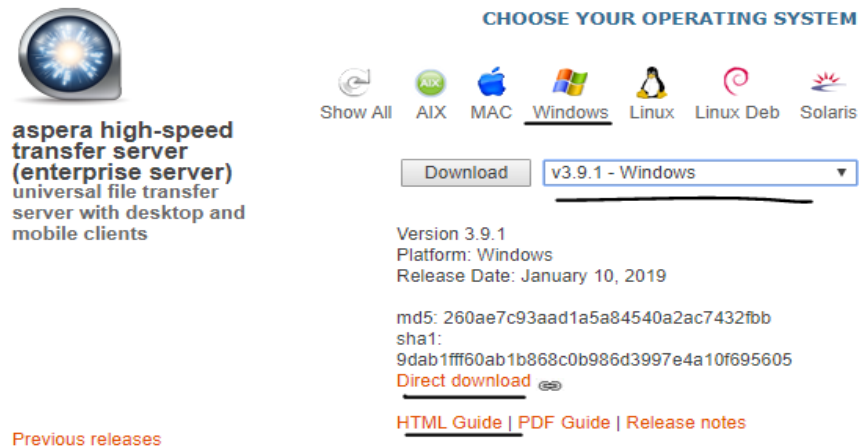 CHOOSE YOUR OPERATING SYSTEM
AIX
Show All AIX MAC Windows Linux Linux Deb Solaris
aspera high-speed
transfer server
(enterprise server)
universal file transfer
server with desktop and
mobile clients
Download v3.9.1 - Windows
Version 3.9.1
Platform: Windows
Release Date: January 10, 2019
md5: 260ae7c93aad1a5a84540a2ac7432fbb
sha1:
9dab1fff60ab1b868c0b986d3997e4a10f695605
Direct download
HTML Guide | PDF Guide | Release notes
Previous releases